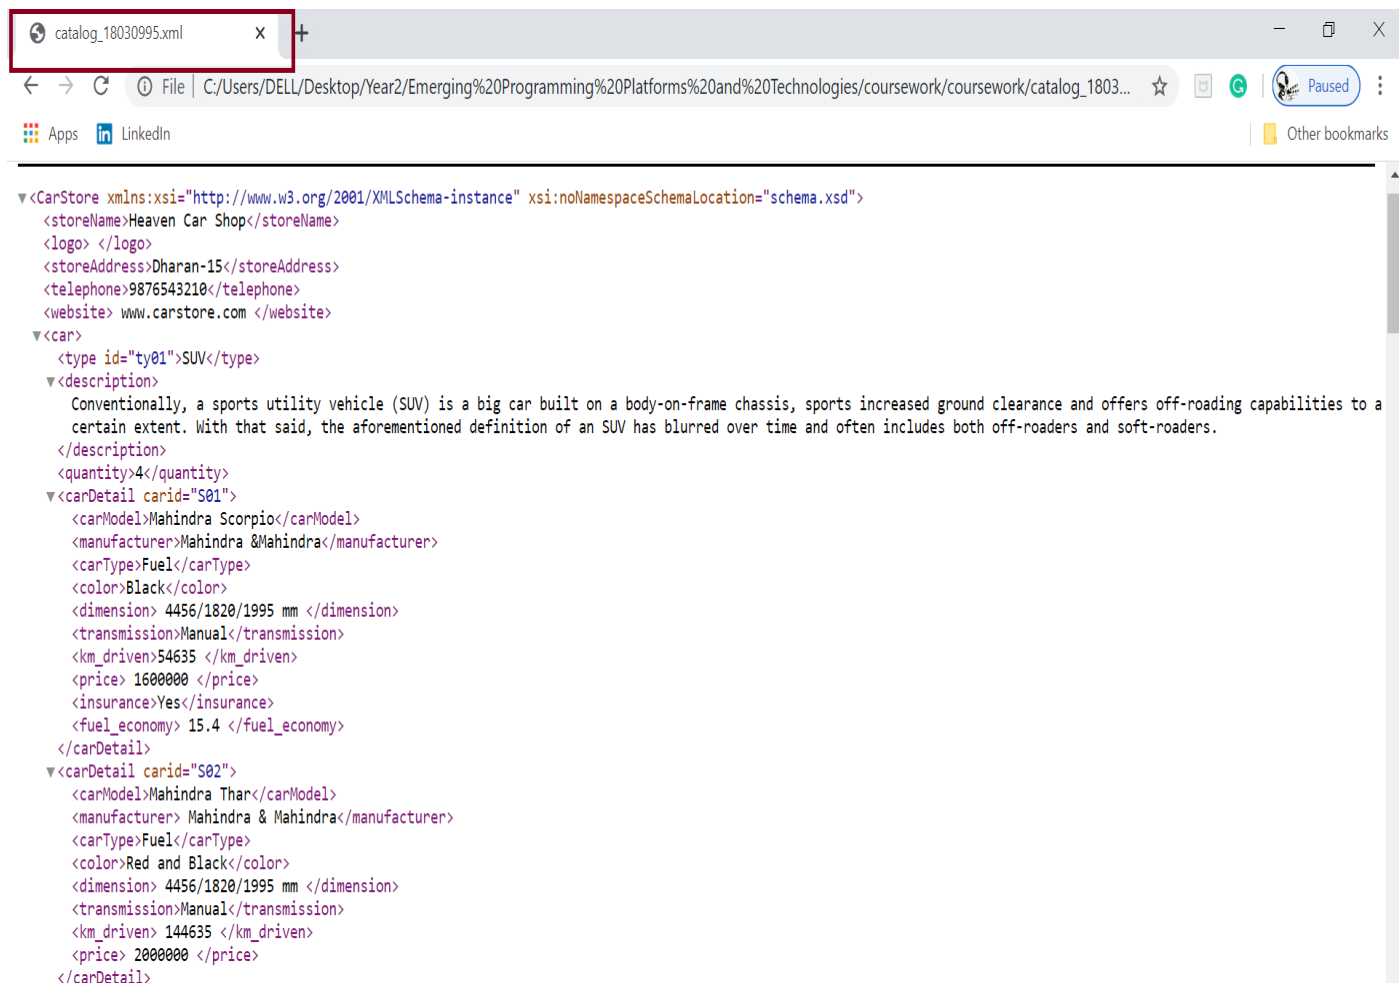 catalog_18030995.xml
File | C:/Users/DELL/Desktop/Year2/Emerging%20Programming%20Platforms%20and%20Technologies/coursework/coursework/catalog_1803... Paused
Apps LinkedIn Other bookmarks
<CarStore xmlns:xsi="http://www.w3.org/2001/XMLSchema-instance" xsi:noNamespaceSchemaLocation="schema.xsd">
<storeName>Heaven Car Shop</storeName>
<logo> </logo>
<storeAddress>Dharan-15</storeAddress>
<telephone>9876543210</telephone>
<website> www.carstore.com </website>
<car>
<type id="ty01">SUV</type>
<description>
Conventionally, a sports utility vehicle (SUV) is a big car built on a body-on-frame chassis, sports increased ground clearance and offers off-roading capabilities to a
certain extent. With that said, the aforementioned definition of an SUV has blurred over time and often includes both off-roaders and soft-roaders.
</description>
<quantity>4</quantity>
<carDetail carid="S01">
<carModel>Mahindra Scorpio</carModel>
<manufacturer>Mahindra &Mahindra</manufacturer>
<carType>Fuel</carType>
<color>Black</color>
<dimension> 4456/1820/1995 mm </dimension>
<transmission>Manual</transmission>
<km_driven>54635 </km_driven>
<price> 1600000 </price>
<insurance>Yes</insurance>
<fuel_economy> 15.4 </fuel_economy>
</carDetail>
<carDetail carid="S02">
<carModel>Mahindra Thar</carModel>
<manufacturer> Mahindra & Mahindra</manufacturer>
<carType>Fuel</carType>
<color>Red and Black</color>
<dimension> 4456/1820/1995 mm </dimension>
<transmission>Manual</transmission>
<km_driven> 144635 </km_driven>
<price> 2000000 </price>
</carDetail>